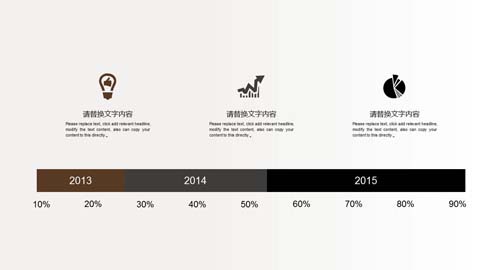 请替换文字内容
Please replace text, click add relevant headline,
modify the text content, also can copy your
content to this directly.。
请替换文字内容
Please replace text, click add relevant headline,
modify the text content, also can copy your
content to this directly.。
请替换文字内容
Please replace text, click add relevant headline,
modify the text content, also can copy your
content to this directly.。
2013 2014 2015
10% 20% 30% 40% 50% 60% 70% 80% 90%